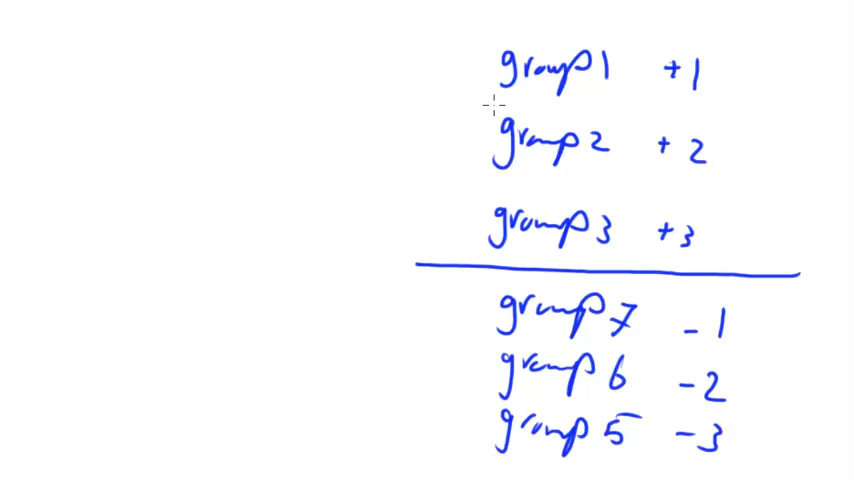 group 1 +1
group 2 +2
group 3 +3
group 7 -1
group 6 -2
group 5 -3